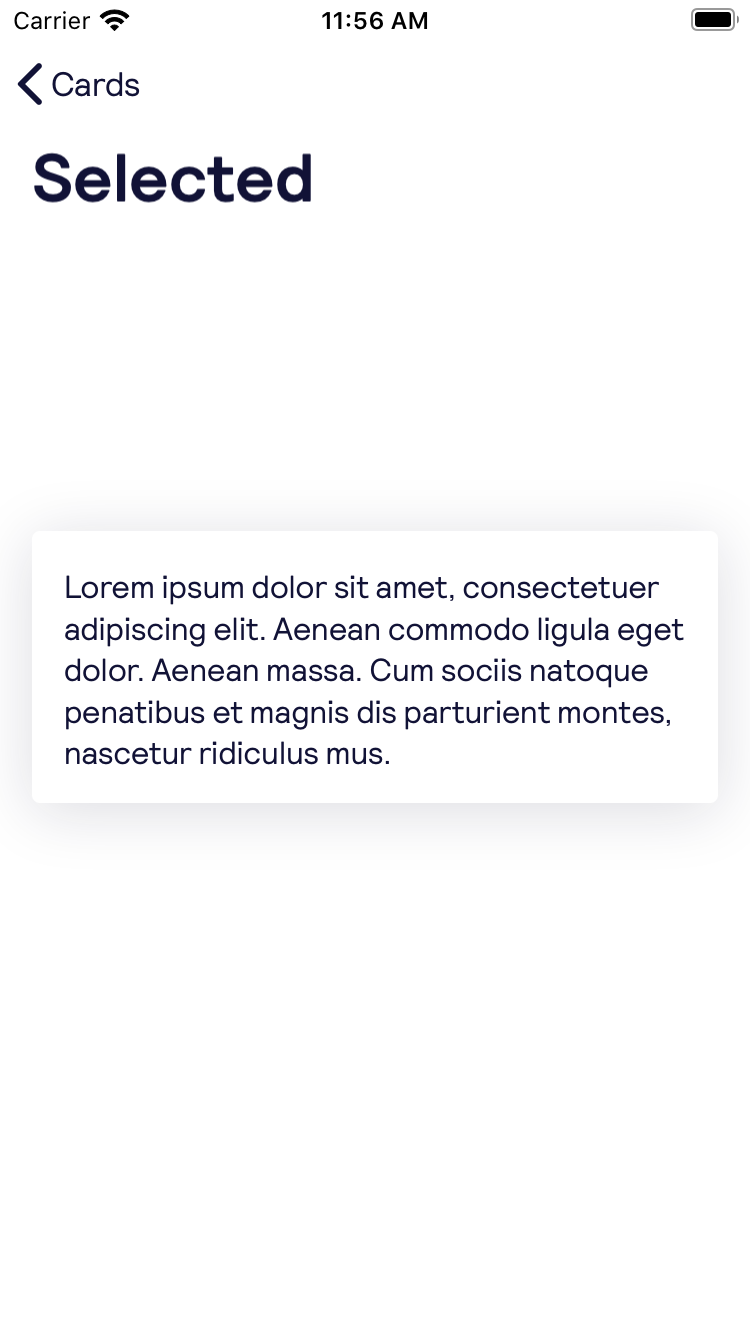 Carrier 11:56 AM
Cards
Selected
Lorem ipsum dolor sit amet, consectetuer
adipiscing elit. Aenean commodo ligula eget
dolor. Aenean massa. Cum sociis natoque
penatibus et magnis dis parturient montes,
nascetur ridiculus mus.